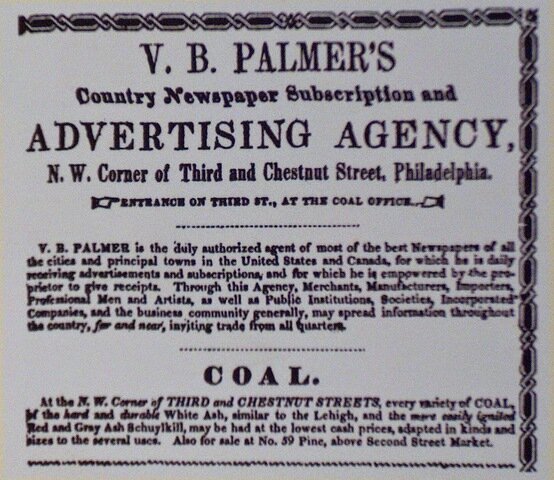 V. B. PALMER'S
Country Newspaper Subscription and
ADVERTISING AGENCY,
N. W. Corner of Third and Chestnut Street, Philadelphia.
ENTRANCE ON THIRD ST., AT THE COAL OFFICE.
V. B. PALMER is the duly authorized agent of most of the best Newspapers of all
the cities and principal towns in the United States and Canada, for which he is daily
receiving advertisements and subscriptions, and for which he is empowered by the pro-
prietor to give receipts. Through this Agency, Merchants, Manufacturers, Importers,
Professional Men and Artists, as well as Public Institutions, Societies, Incorporated
Companies, and the business community generally, may spread information throughout
the country, far and near, inviting trade from all quarters.
COAL.
At the N. W. Corner of THIRD and CHESTNUT STREETS, every variety of COAL,
of the hard and durable White Ash, similar to the Lehigh, and the more easily ignited
Red and Gray Ash Schuylkill, may be had at the lowest cash prices, adapted in kinds and
sizes to the several uses. Also for sale at No. 59 Pine, above Second Street Market.